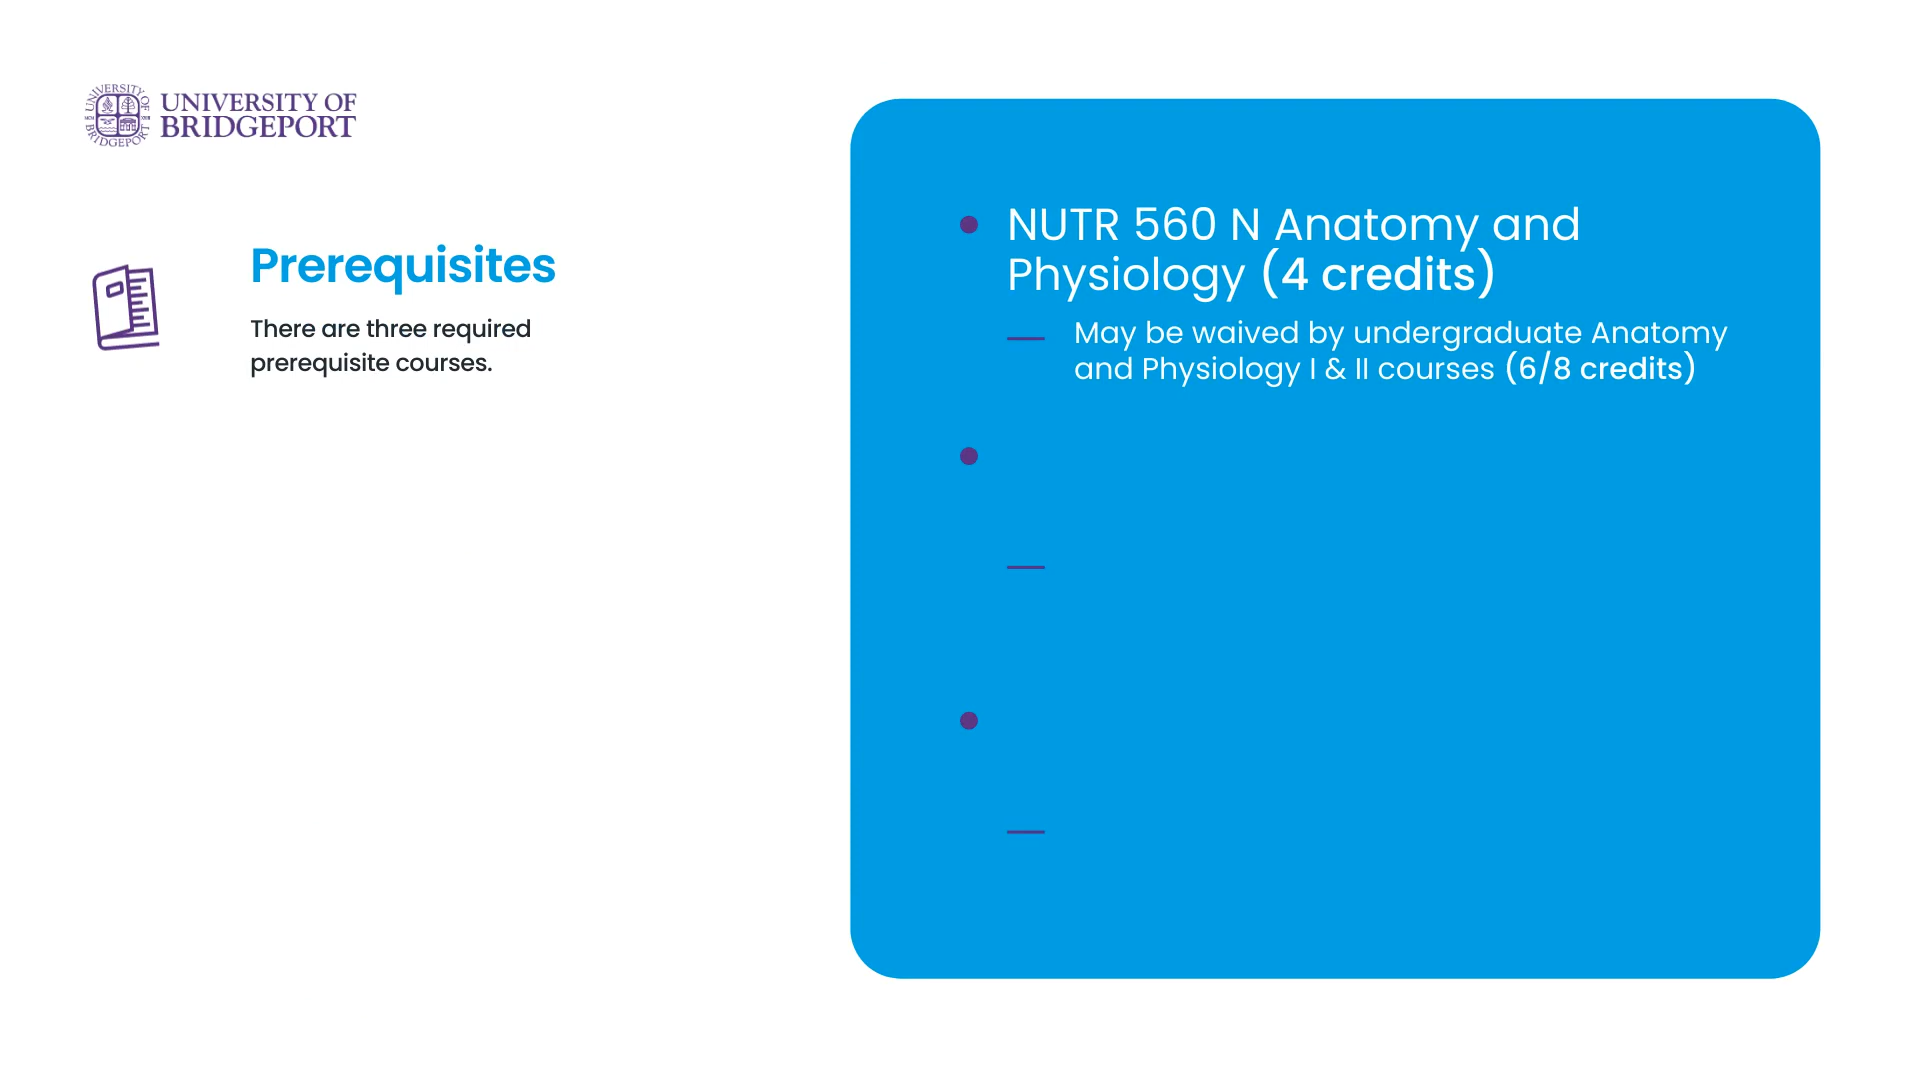 UNIVERSITY OF
BRIDGEPORT
Prerequisites
There are three required
prerequisite courses.
NUTR 560 N Anatomy and
Physiology (4 credits)
May be waived by undergraduate Anatomy
and Physiology I & II courses (6/8 credits)